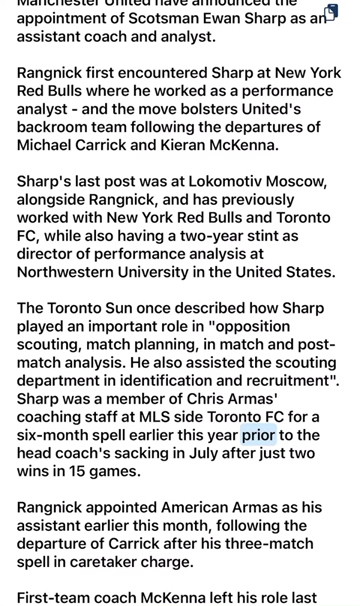 Manchester United have announced the
appointment of Scotsman Ewan Sharp as an
assistant coach and analyst.
Rangnick first encountered Sharp at New York
Red Bulls where he worked as a performance
analyst - and the move bolsters United's
backroom team following the departures of
Michael Carrick and Kieran McKenna.
Sharp's last post was at Lokomotiv Moscow,
alongside Rangnick, and has previously
worked with New York Red Bulls and Toronto
FC, while also having a two-year stint as
director of performance analysis at
Northwestern University in the United States.
The Toronto Sun once described how Sharp
played an important role in "opposition
scouting, match planning, in match and post-
match analysis. He also assisted the scouting
department in identification and recruitment".
Sharp was a member of Chris Armas'
coaching staff at MLS side Toronto FC for a
six-month spell earlier this year prior to the
head coach's sacking in July after just two
wins in 15 games.
Rangnick appointed American Armas as his
assistant earlier this month, following the
departure of Carrick after his three-match
spell in caretaker charge.
First-team coach McKenna left his role last